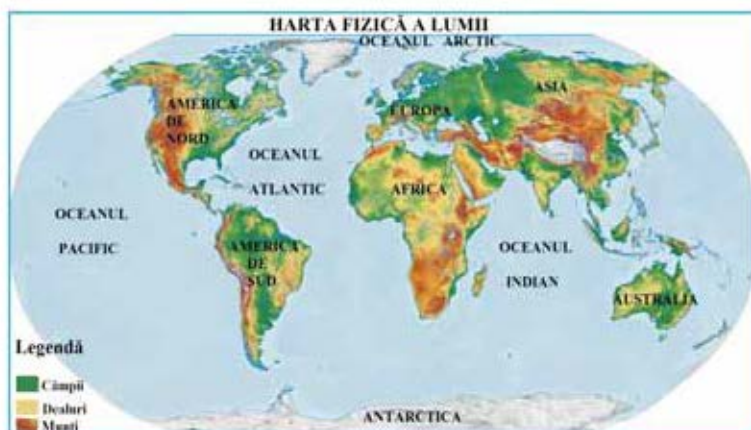 HARTA FIZICĂ A LUMII
OCEANUL ARCTIC
AMERICA
DE
NORD
EUROPA
ASIA
OCEANUL
ATLANTIC
AFRICA
OCEANUL
PACIFIC
AMERICA
DE
SUD
OCEANUL
INDIAN
AUSTRALIA
Legendă
Câmpii
Dealuri
Munți
ANTARCTICA